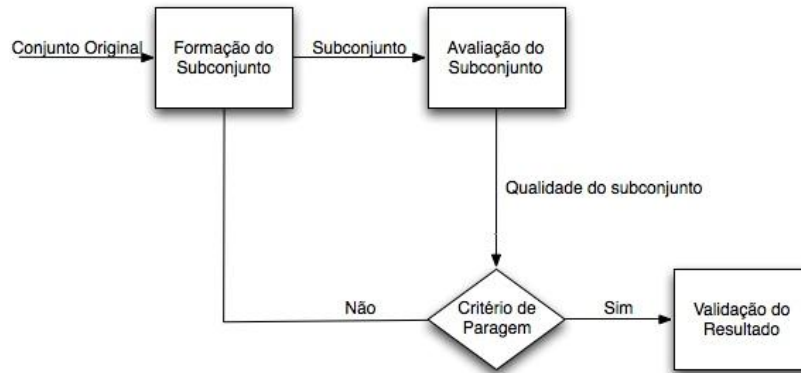 Conjunto Original
Formação do
Subconjunto
Subconjunto
Avaliação do
Subconjunto
Qualidade do subconjunto
Não
Critério de
Paragem
Sim
Validação do
Resultado